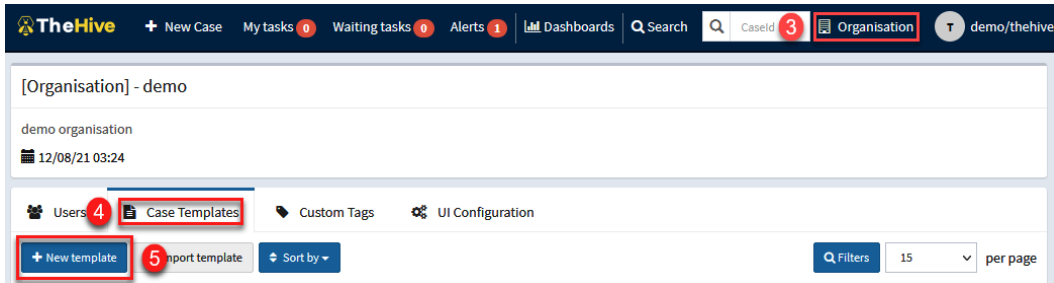 TheHive + New Case My tasks 0 Waiting tasks 0 Alerts 1 Dashboards Search CaseId 3 Organisation T demo/thehive
[Organisation] - demo
demo organisation
12/08/21 03:24
Users 4 Case Templates Custom Tags UI Configuration
+ New template 5 mport template Sort by Filters 15 per page